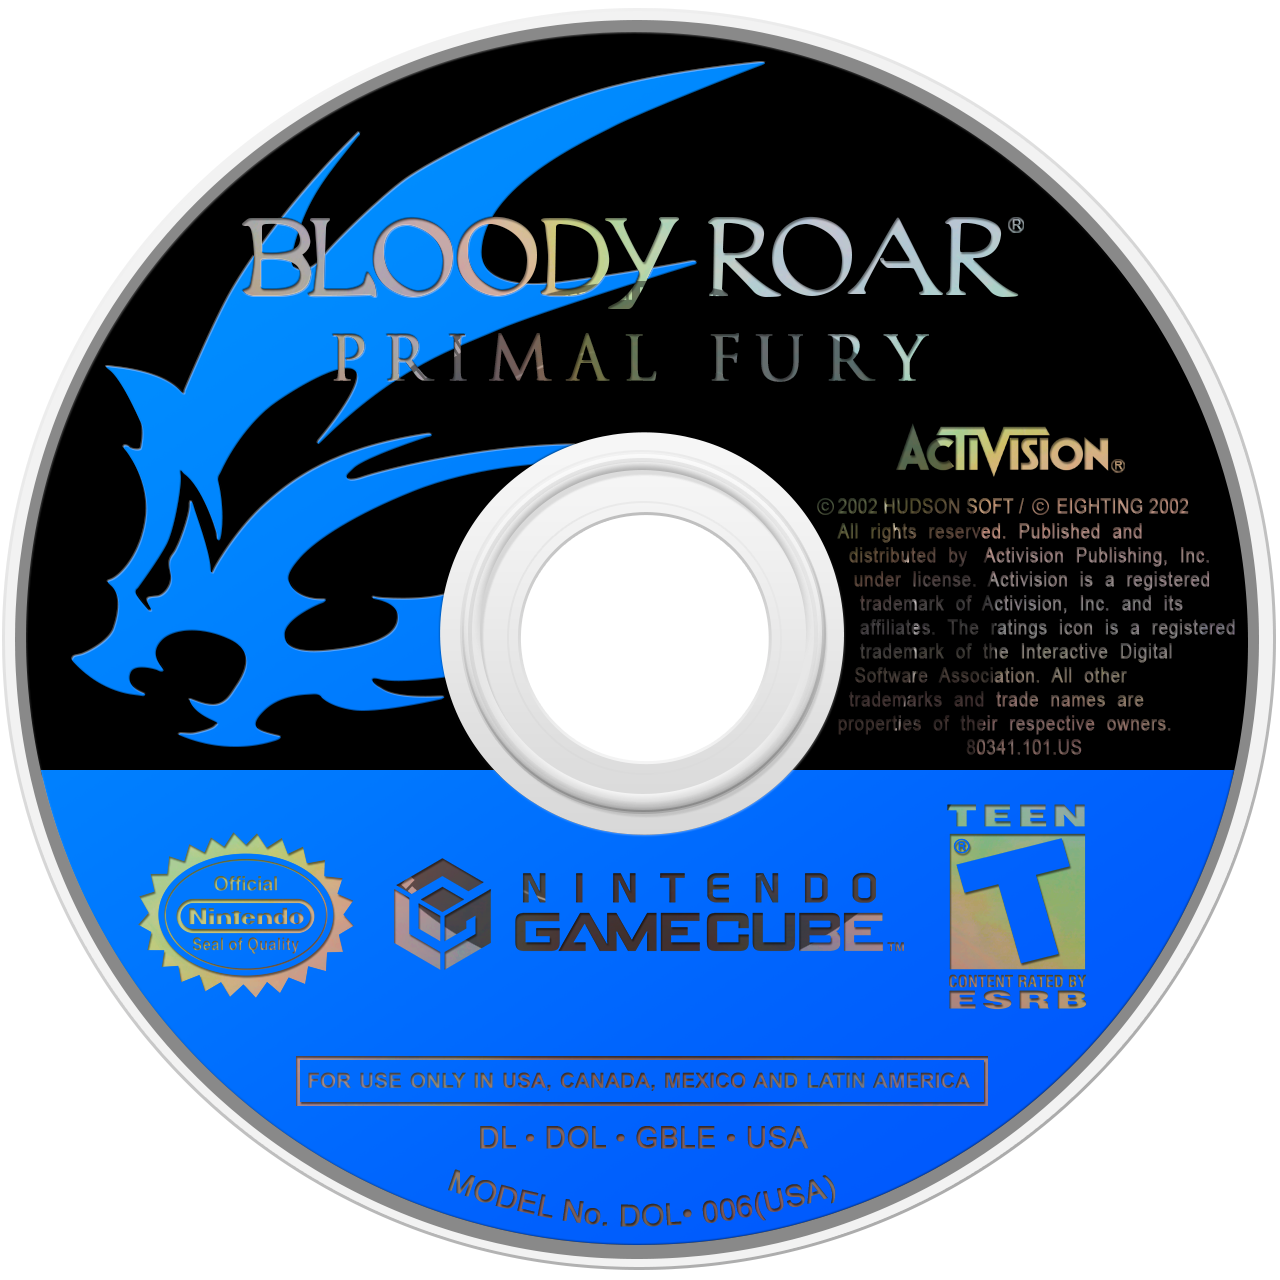 BLOODY ROAR®
PRIMAL FURY
ACTIVISION®
© 2002 HUDSON SOFT / © EIGHTING 2002
All rights reserved. Published and
distributed by Activision Publishing, Inc.
under license. Activision is a registered
trademark of Activision, Inc. and its
affiliates. The ratings icon is a registered
trademark of the Interactive Digital
Software Association. All other
trademarks and trade names are
properties of their respective owners.
80341.101.US
Official
Nintendo
Seal of Quality
NINTENDO
GAMECUBE™
TEEN
®
T
CONTENT RATED BY
ESRB
FOR USE ONLY IN USA, CANADA, MEXICO AND LATIN AMERICA
DL • DOL • GBLE • USA
MODEL No. DOL• 006(USA)